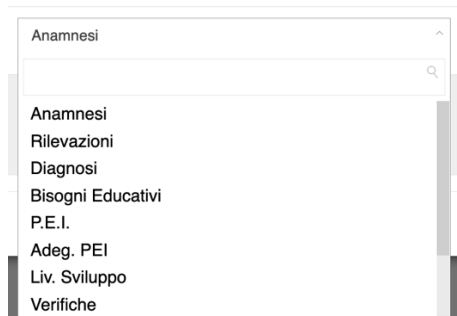 Anamnesi
Anamnesi
Rilevazioni
Diagnosi
Bisogni Educativi
P.E.I.
Adeg. PEI
Liv. Sviluppo
Verifiche